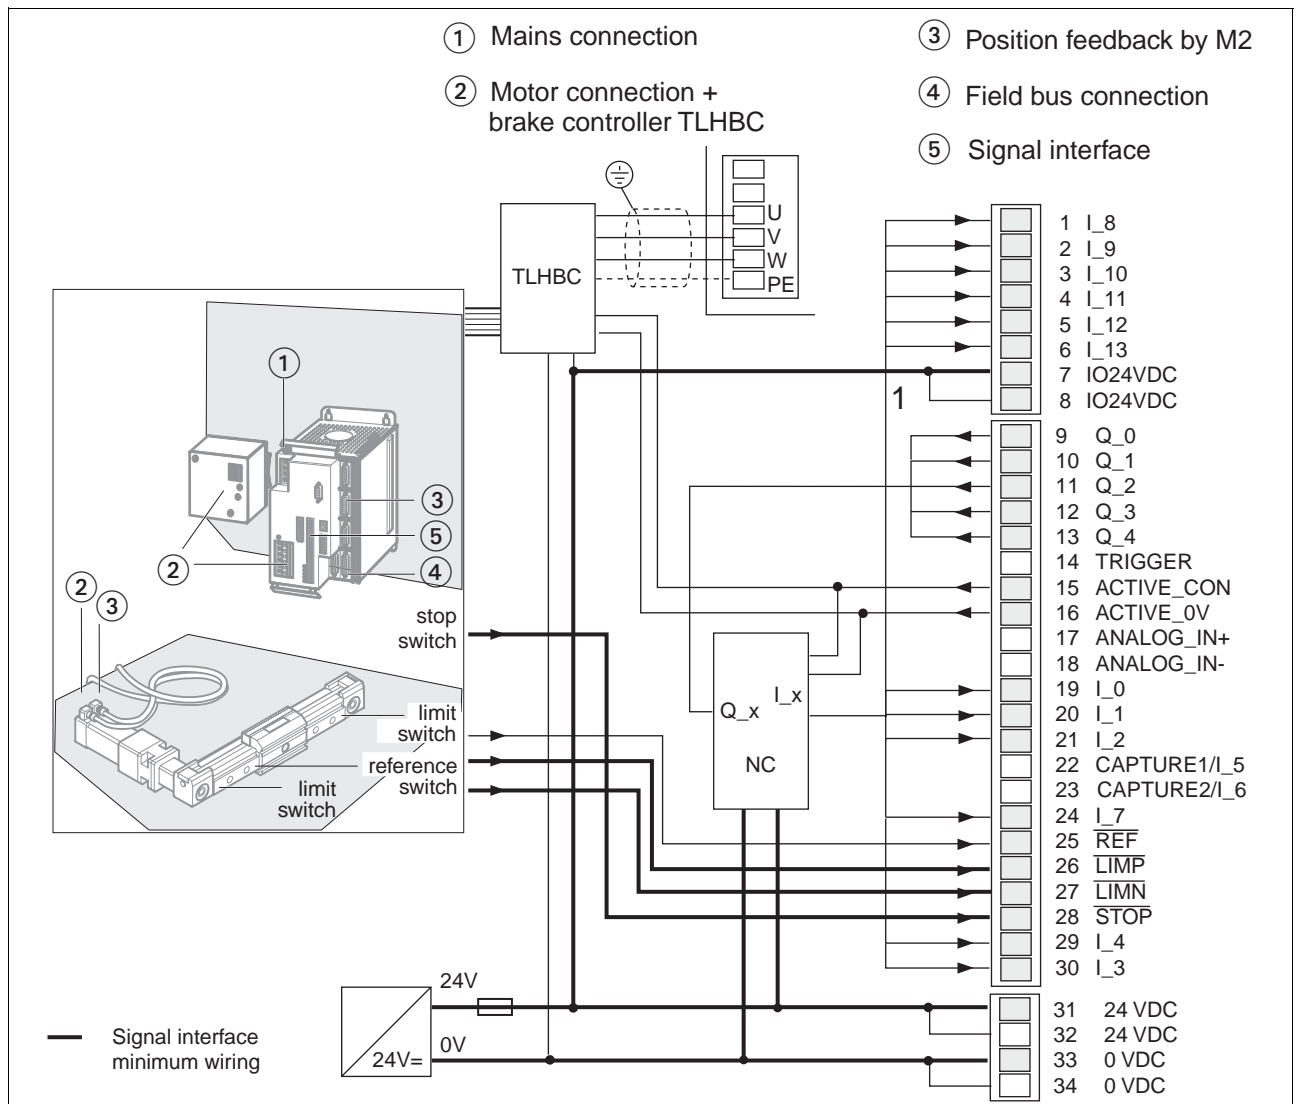 ① Mains connection
② Motor connection +
brake controller TLHBC
③ Position feedback by M2
④ Field bus connection
⑤ Signal interface
U
V
W
PE
TLHBC
①
③
⑤
④
②
②
③
stop
switch
limit
switch
reference
switch
limit
switch
1
Q_x
I_x
NC
1 I_8
2 I_9
3 I_10
4 I_11
5 I_12
6 I_13
7 IO24VDC
8 IO24VDC
9 Q_0
10 Q_1
11 Q_2
12 Q_3
13 Q_4
14 TRIGGER
15 ACTIVE_CON
16 ACTIVE_0V
17 ANALOG_IN+
18 ANALOG_IN-
19 I_0
20 I_1
21 I_2
22 CAPTURE1/I_5
23 CAPTURE2/I_6
24 I_7
25 REF
26 LIMP
27 LIMN
28 STOP
29 I_4
30 I_3
31 24 VDC
32 24 VDC
33 0 VDC
34 0 VDC
24V
0V
24V=
Signal interface
minimum wiring